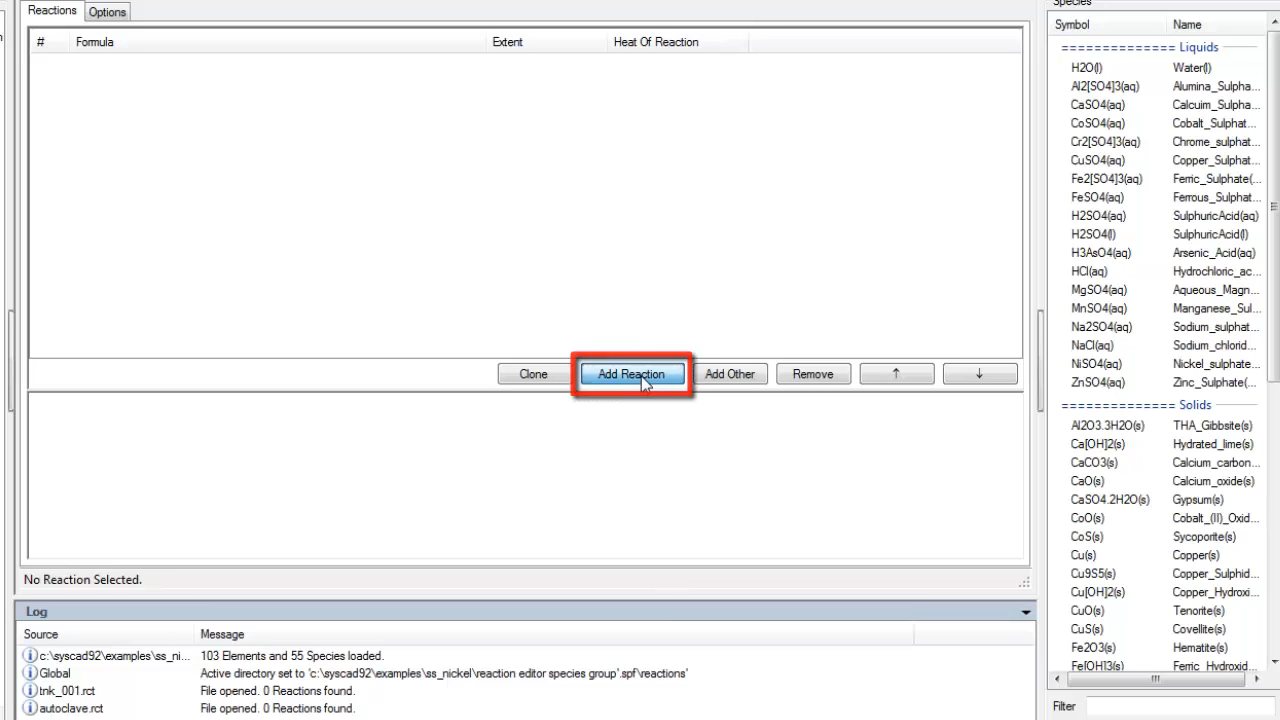 Reactions Options
# Formula Extent Heat Of Reaction
Clone Add Reaction Add Other Remove ↑ ↓
No Reaction Selected.
Log
Source Message
c:\syscad92\examples\ss_ni... 103 Elements and 55 Species loaded.
Global Active directory set to 'c:\syscad92\examples\ss_nickel\reaction editor species group'.spf\reactions'
tnk_001.rct File opened. 0 Reactions found.
autoclave.rct File opened. 0 Reactions found.
Species
Symbol Name
============== Liquids
H2O(l) Water(l)
Al2[SO4]3(aq) Alumina_Sulpha...
CaSO4(aq) Calcuim_Sulpha...
CoSO4(aq) Cobalt_Sulphat...
Cr2[SO4]3(aq) Chrome_sulphat...
CuSO4(aq) Copper_Sulphat...
Fe2[SO4]3(aq) Ferric_Sulphate(...
FeSO4(aq) Ferrous_Sulpha...
H2SO4(aq) SulphuricAcid(aq)
H2SO4(l) SulphuricAcid(l)
H3AsO4(aq) Arsenic_Acid(aq)
HCl(aq) Hydrochloric_ac...
MgSO4(aq) Aqueous_Magn...
MnSO4(aq) Manganese_Sul...
Na2SO4(aq) Sodium_sulphat...
NaCl(aq) Sodium_chlorid...
NiSO4(aq) Nickel_sulphate...
ZnSO4(aq) Zinc_Sulphate(...
============== Solids
Al2O3.3H2O(s) THA_Gibbsite(s)
Ca[OH]2(s) Hydrated_lime(s)
CaCO3(s) Calcium_carbon...
CaO(s) Calcium_oxide(s)
CaSO4.2H2O(s) Gypsum(s)
CoO(s) Cobalt_(II)_Oxid...
CoS(s) Sycoporite(s)
Cu(s) Copper(s)
Cu9S5(s) Copper_Sulphid...
Cu[OH]2(s) Copper_Hydroxi...
CuO(s) Tenorite(s)
CuS(s) Covellite(s)
Fe2O3(s) Hematite(s)
Fe[OH]3(s) Ferric_Hydroxid...
Filter